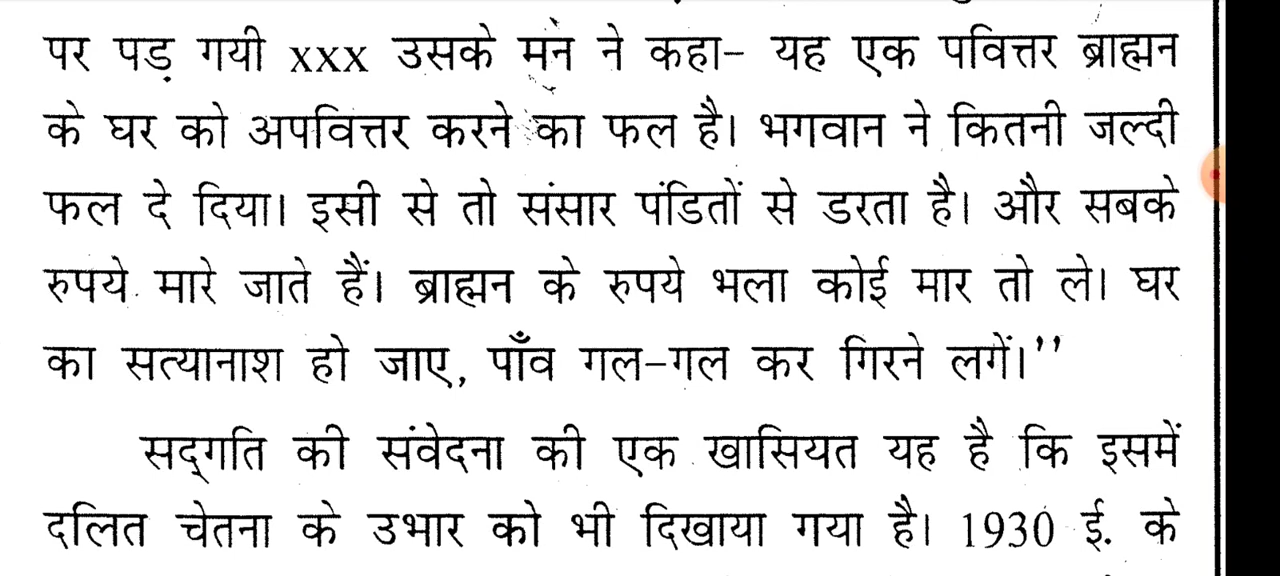 पर पड़ गयी xxx उसके मन ने कहा- यह एक पवित्तर ब्राह्मन
के घर को अपवित्तर करने का फल है। भगवान ने कितनी जल्दी
फल दे दिया। इसी से तो संसार पंडितों से डरता है। और सबके
रुपये मारे जाते हैं। ब्राह्मन के रुपये भला कोई मार तो ले। घर
का सत्यानाश हो जाए, पाँव गल-गल कर गिरने लगें।’’
सद्‌गति की संवेदना की एक खासियत यह है कि इसमें
दलित चेतना के उभार को भी दिखाया गया है। 1930 ई. के